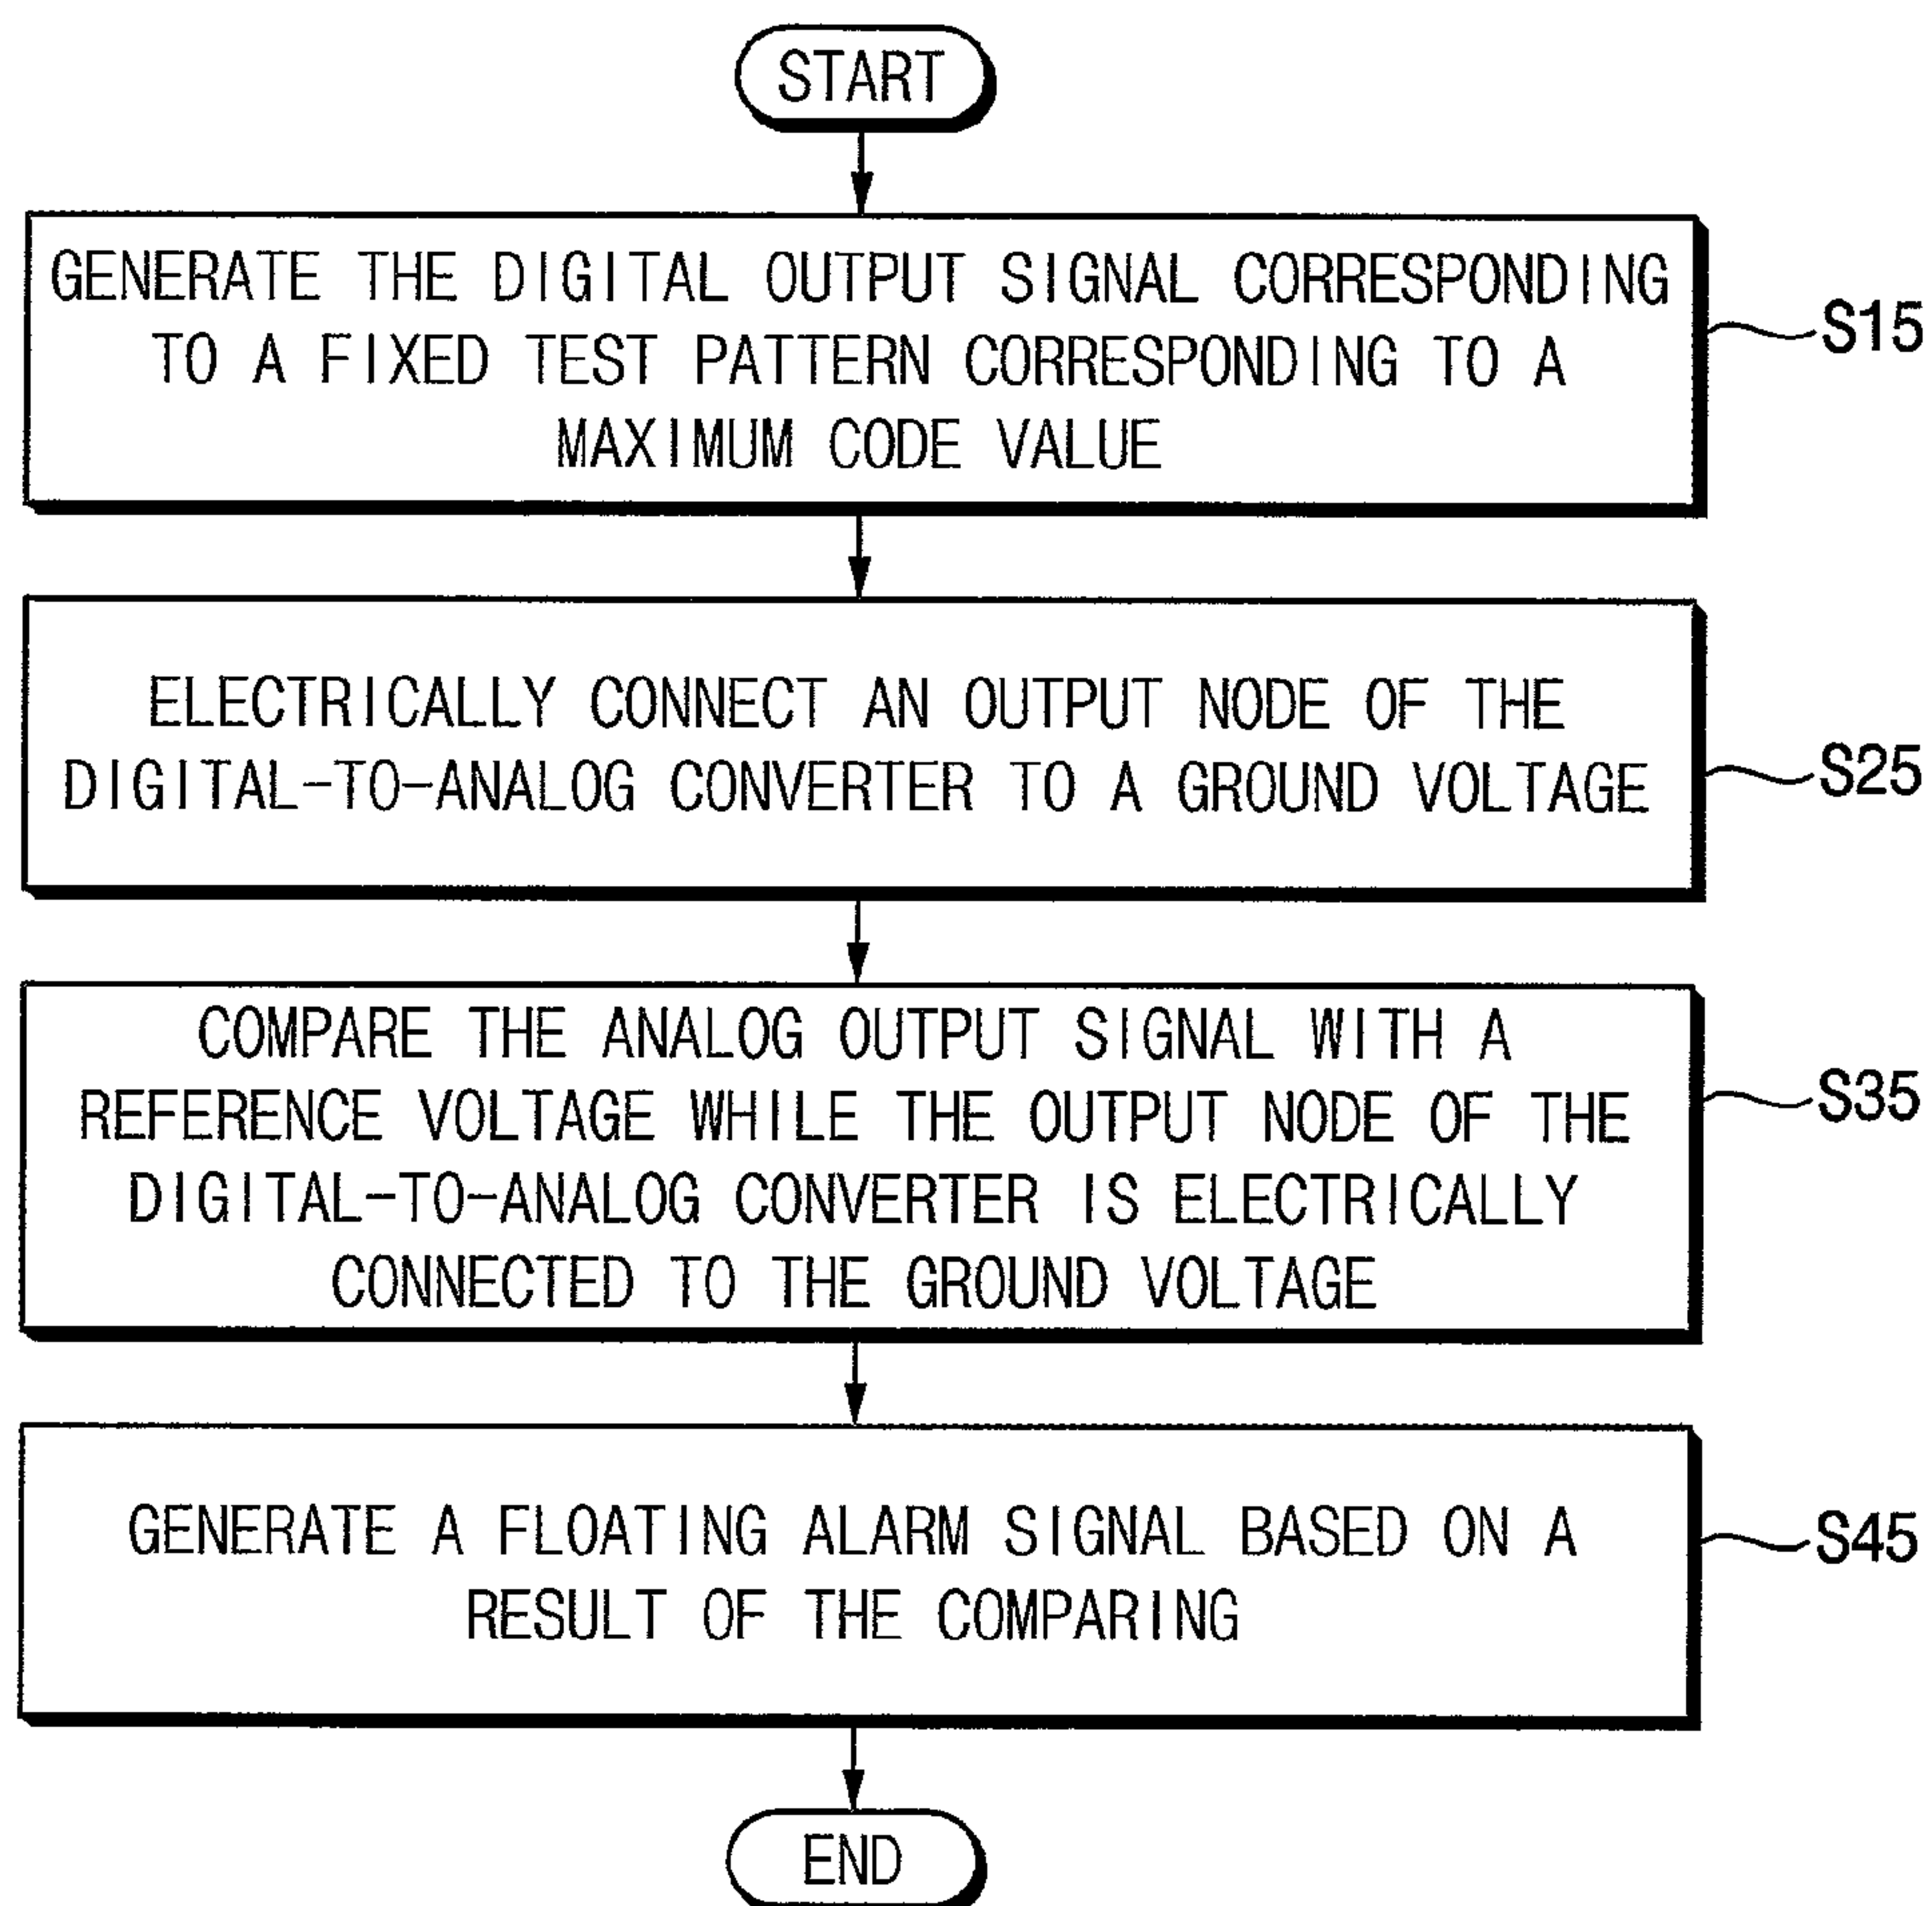 START
GENERATE THE DIGITAL OUTPUT SIGNAL CORRESPONDING
TO A FIXED TEST PATTERN CORRESPONDING TO A
MAXIMUM CODE VALUE
S15
ELECTRICALLY CONNECT AN OUTPUT NODE OF THE
DIGITAL-TO-ANALOG CONVERTER TO A GROUND VOLTAGE
S25
COMPARE THE ANALOG OUTPUT SIGNAL WITH A
REFERENCE VOLTAGE WHILE THE OUTPUT NODE OF THE
DIGITAL-TO-ANALOG CONVERTER IS ELECTRICALLY
CONNECTED TO THE GROUND VOLTAGE
S35
GENERATE A FLOATING ALARM SIGNAL BASED ON A
RESULT OF THE COMPARING
S45
END